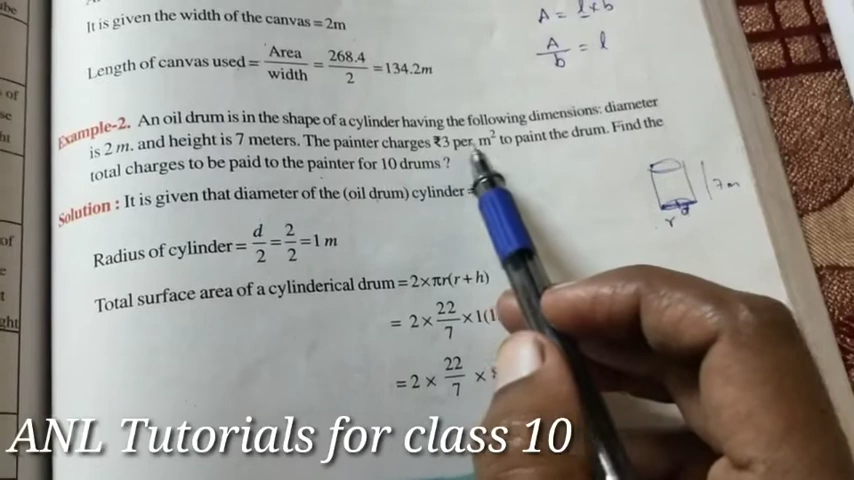 It is given the width of the canvas = 2m
A = l × b
Length of canvas used = Area / width = 268.4 / 2 = 134.2m
A / b = l
Example-2. An oil drum is in the shape of a cylinder having the following dimensions: diameter
is 2 m. and height is 7 meters. The painter charges ₹3 per m² to paint the drum. Find the
total charges to be paid to the painter for 10 drums ?
Solution : It is given that diameter of the (oil drum) cylinder =
7m
d
r
Radius of cylinder = d/2 = 2/2 = 1 m
Total surface area of a cylinderical drum = 2×πr(r + h)
= 2 × 22/7 × 1(1
= 2 × 22/7 ×
ANL Tutorials for class 10
of
ht
of
e
t
ght